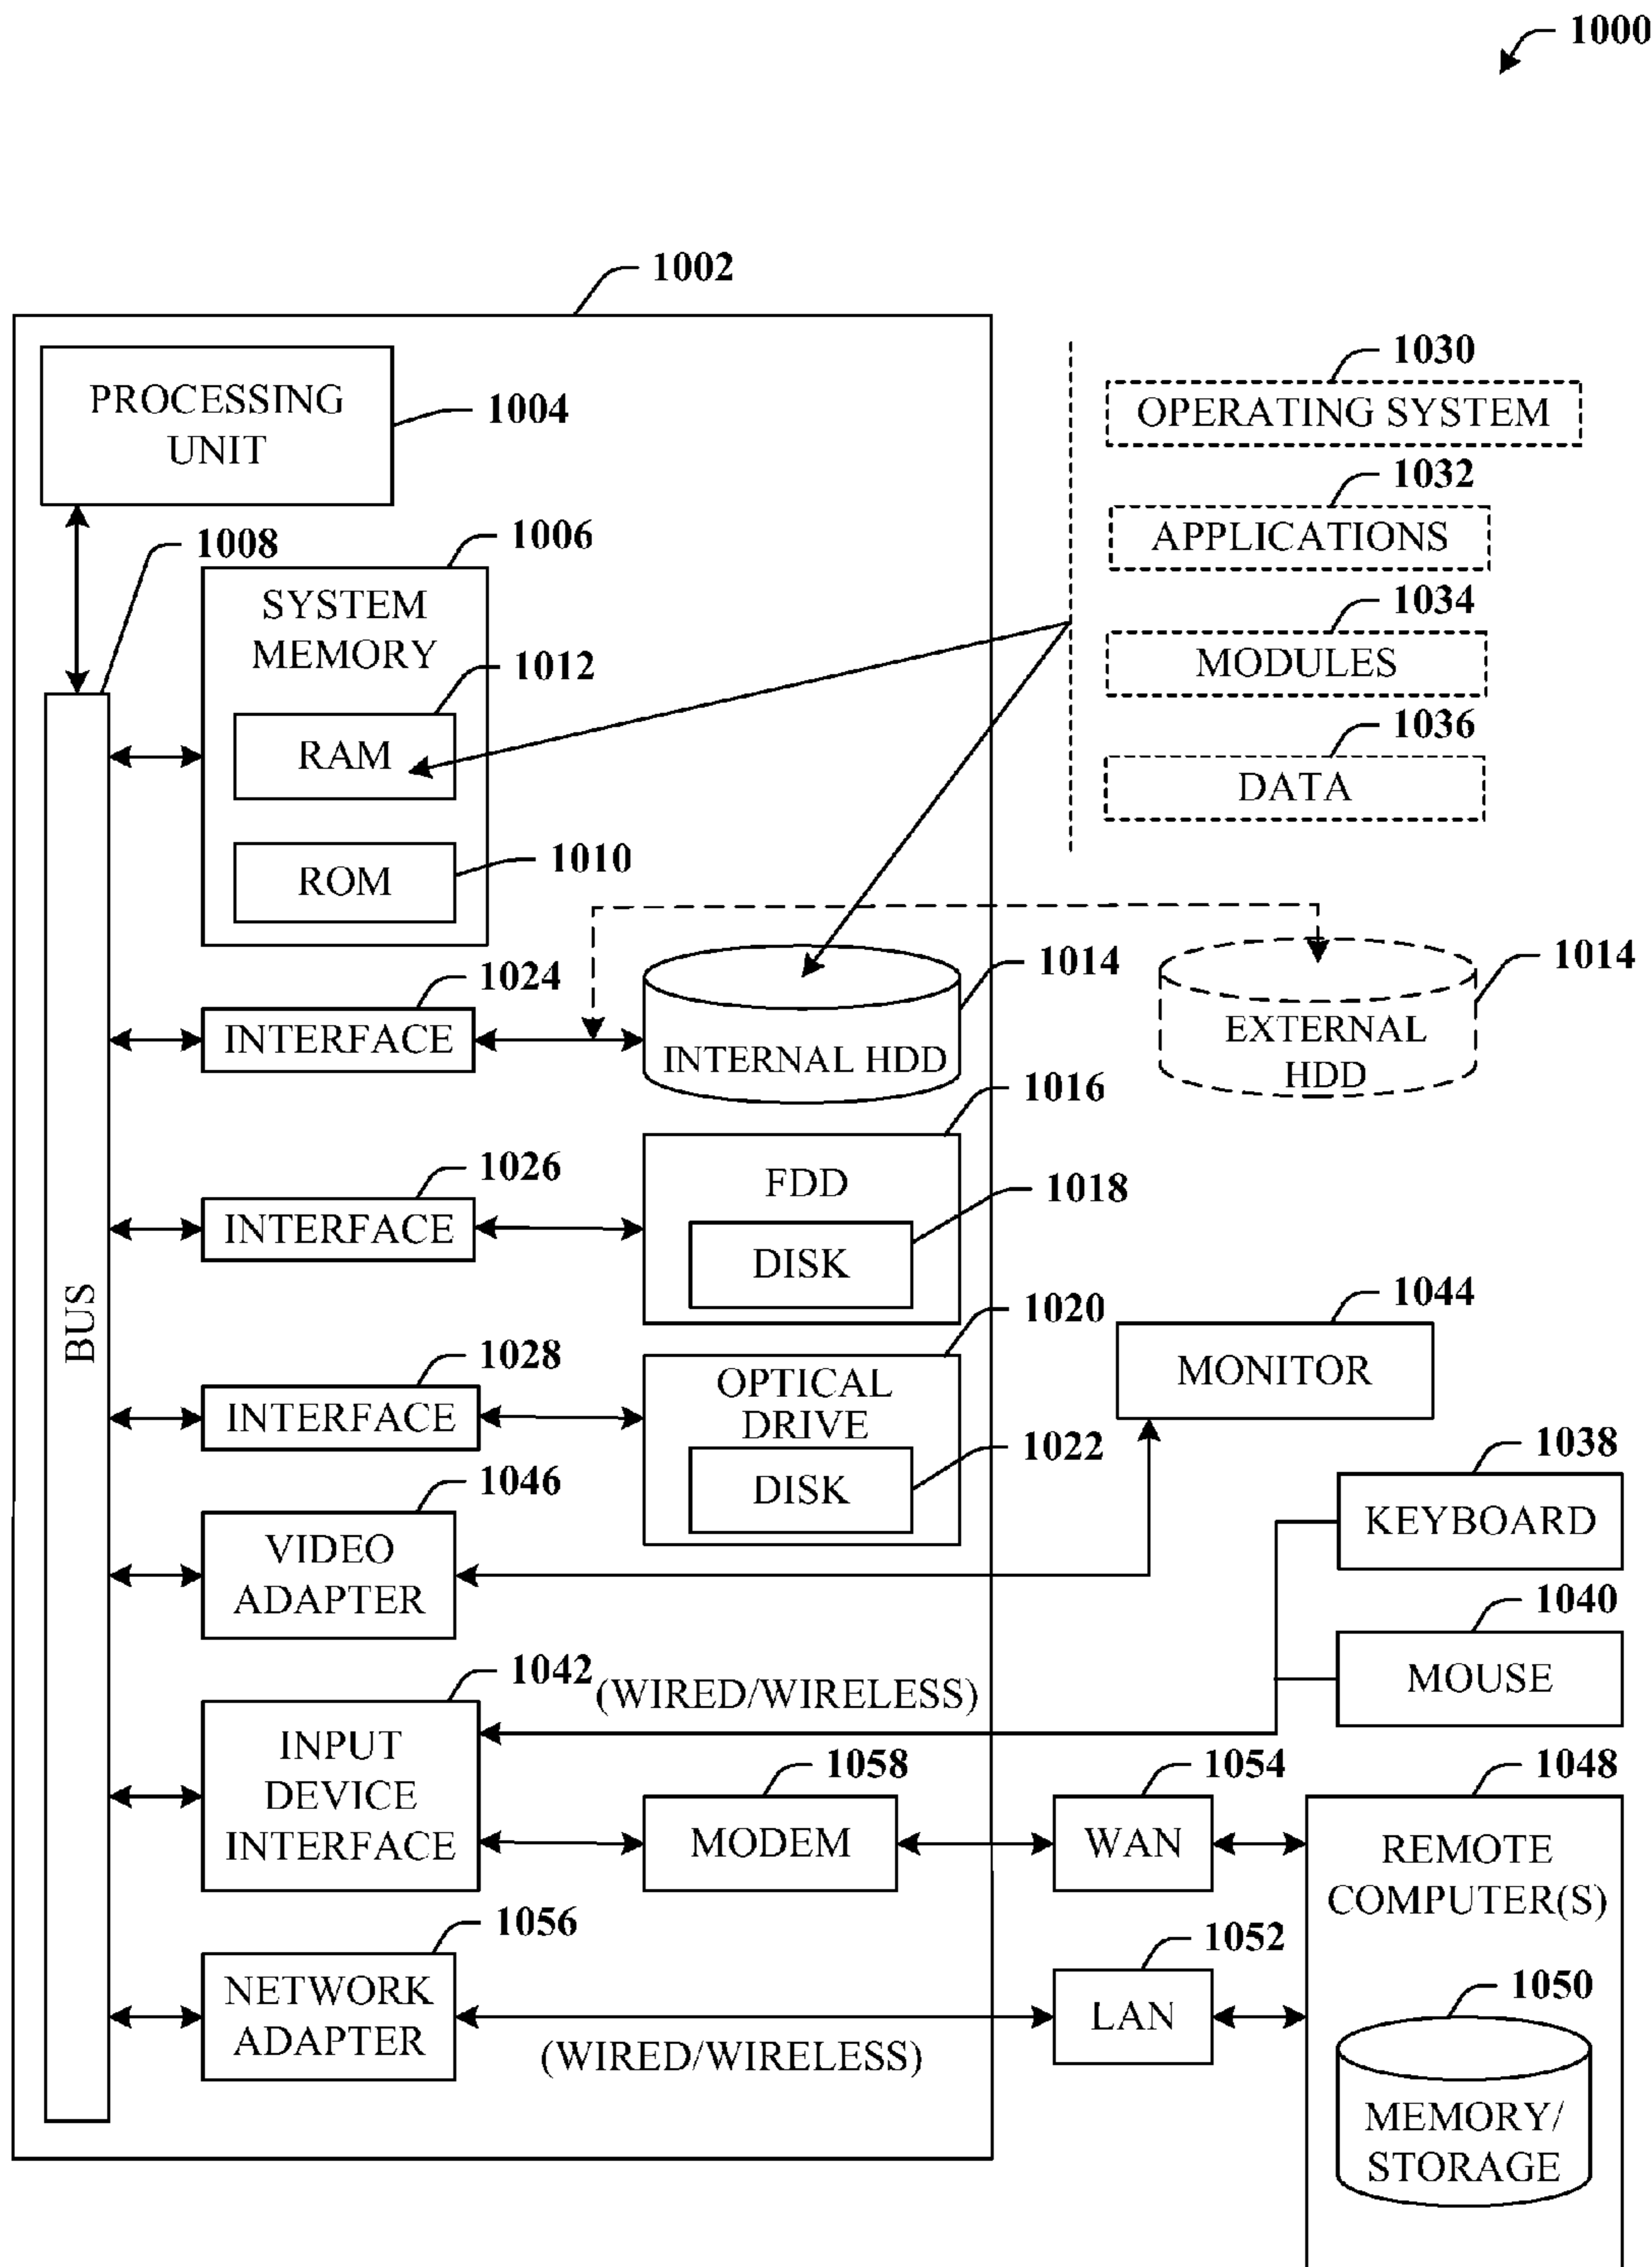 1000
1002
PROCESSING
UNIT
1004
1030
OPERATING SYSTEM
1032
APPLICATIONS
1034
MODULES
1036
DATA
1008
1006
SYSTEM
MEMORY
1012
RAM
1010
ROM
1024
INTERFACE
1014
INTERNAL HDD
1014
EXTERNAL
HDD
1016
FDD
1018
DISK
1026
INTERFACE
BUS
1020
OPTICAL
DRIVE
1022
DISK
1028
INTERFACE
1044
MONITOR
1038
KEYBOARD
1046
VIDEO
ADAPTER
1040
MOUSE
1042
(WIRED/WIRELESS)
INPUT
DEVICE
INTERFACE
1058
MODEM
1054
WAN
1048
REMOTE
COMPUTER(S)
1056
NETWORK
ADAPTER
(WIRED/WIRELESS)
1052
LAN
1050
MEMORY/
STORAGE